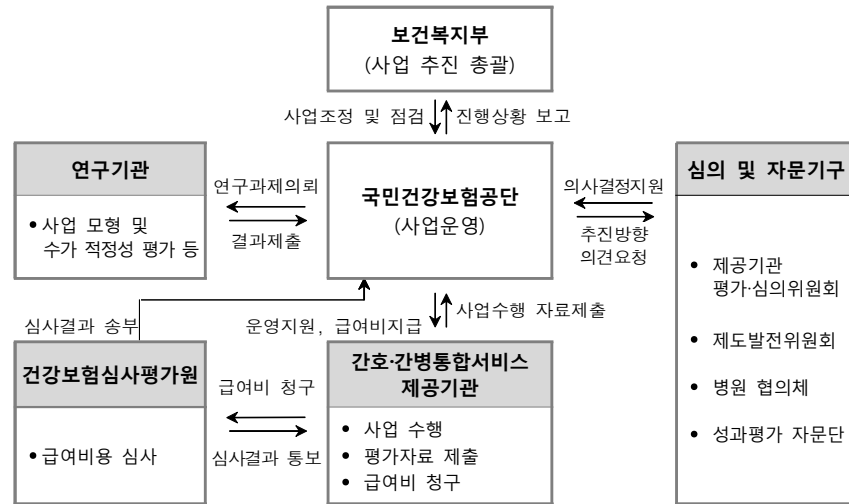 보건복지부
(사업 추진 총괄)
사업조정 및 점검
진행상황 보고
연구기관
• 사업 모형 및
수가 적정성 평가 등
연구과제의뢰
결과제출
국민건강보험공단
(사업운영)
의사결정지원
추진방향
의견요청
심의 및 자문기구
• 제공기관
평가·심의위원회
• 제도발전위원회
• 병원 협의체
• 성과평가 자문단
심사결과 송부
운영지원, 급여비지급
사업수행 자료제출
건강보험심사평가원
• 급여비용 심사
급여비 청구
심사결과 통보
간호·간병통합서비스
제공기관
• 사업 수행
• 평가자료 제출
• 급여비 청구